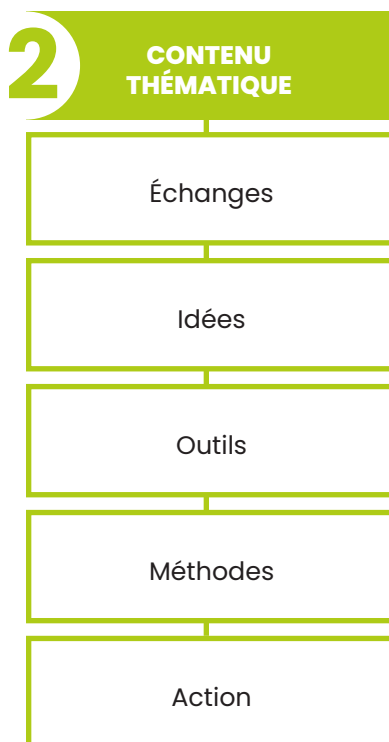 2
CONTENU
THÉMATIQUE
Échanges
Idées
Outils
Méthodes
Action